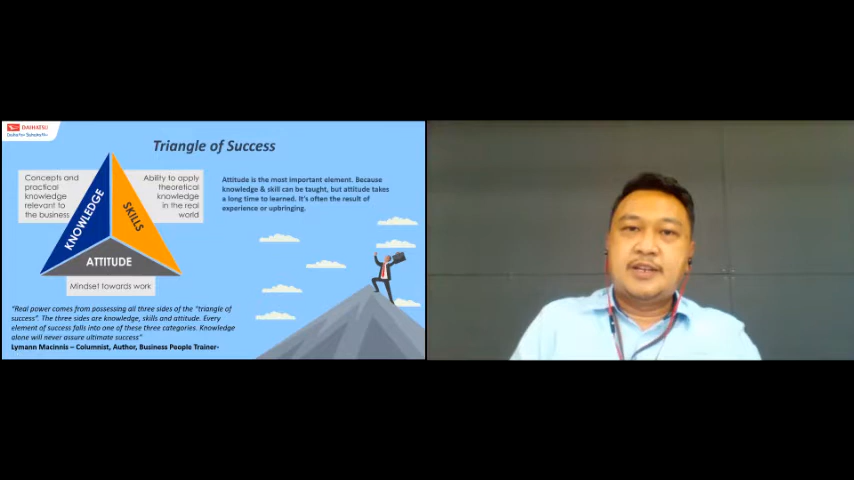 DAIHATSU
Triangle of Success
Concepts and
practical
knowledge
relevant to
the business
Ability to apply
theoretical
knowledge
in the real
world
KNOWLEDGE
SKILLS
ATTITUDE
Mindset towards work
Attitude is the most important element. Because
knowledge & skill can be taught, but attitude takes
a long time to learned. It's often the result of
experience or upbringing.
"Real power comes from possessing all three sides of the "triangle of
success". The three sides are knowledge, skills and attitude. Every
element of success falls into one of these three categories. Knowledge
alone will never assure ultimate success"
Lymann Macinnis – Columnist, Author, Business People Trainer-